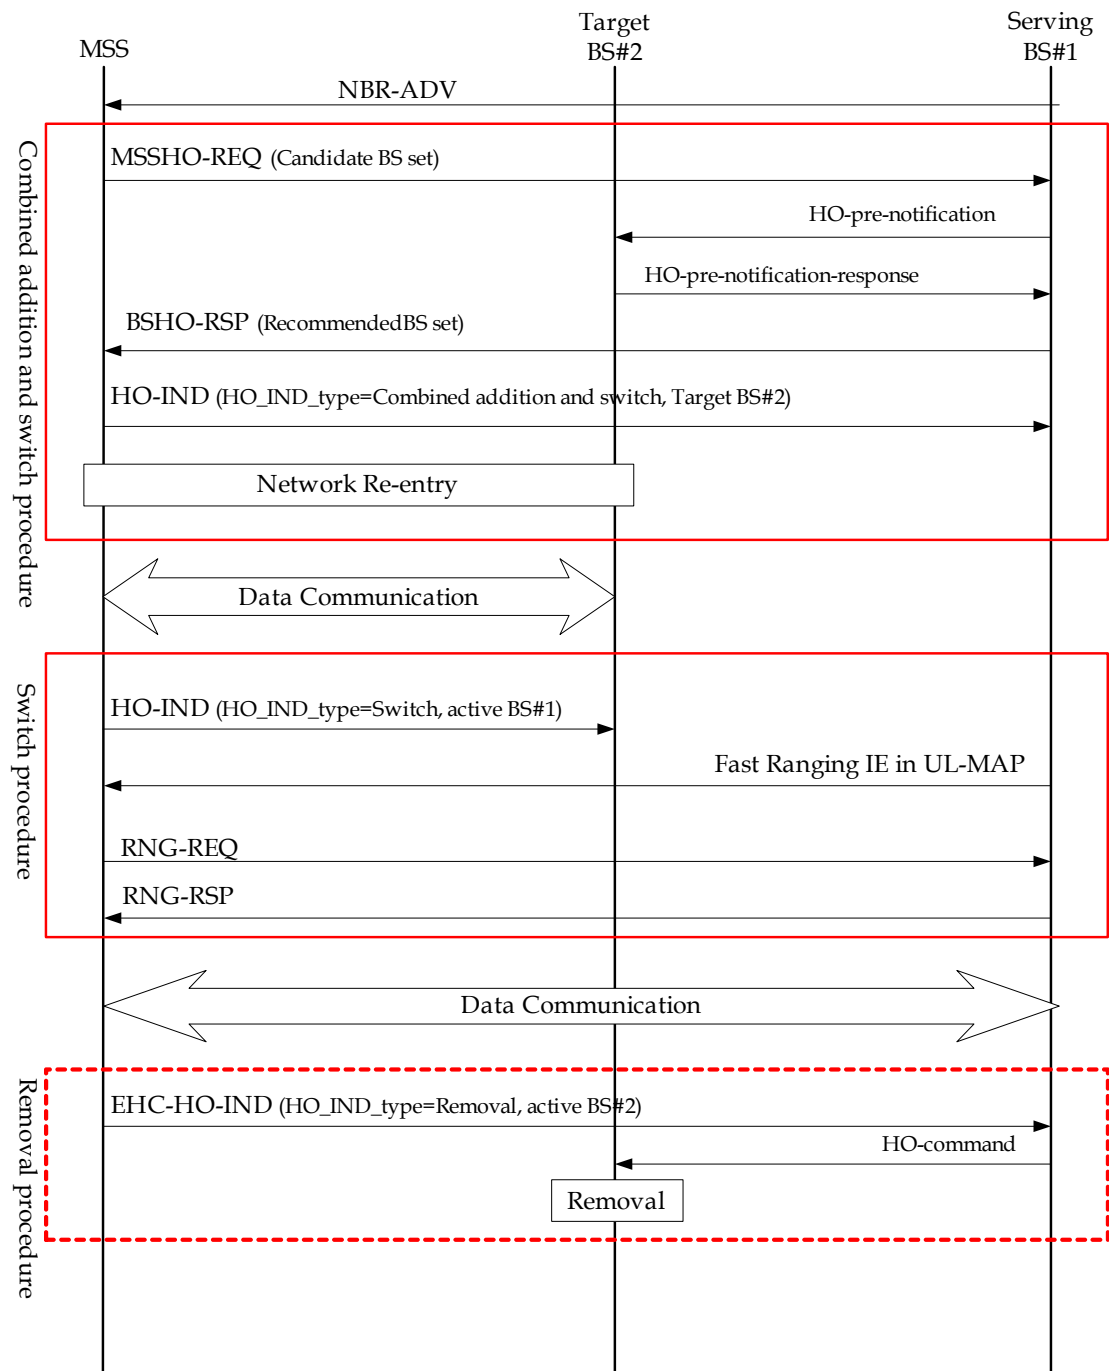 MSS
Target
BS#2
Serving
BS#1
NBR-ADV
Combined addition and switch procedure
MSSHO-REQ (Candidate BS set)
HO-pre-notification
HO-pre-notification-response
BSHO-RSP (RecommendedBS set)
HO-IND (HO_IND_type=Combined addition and switch, Target BS#2)
Network Re-entry
Data Communication
Switch procedure
HO-IND (HO_IND_type=Switch, active BS#1)
Fast Ranging IE in UL-MAP
RNG-REQ
RNG-RSP
Data Communication
Removal procedure
EHC-HO-IND (HO_IND_type=Removal, active BS#2)
HO-command
Removal